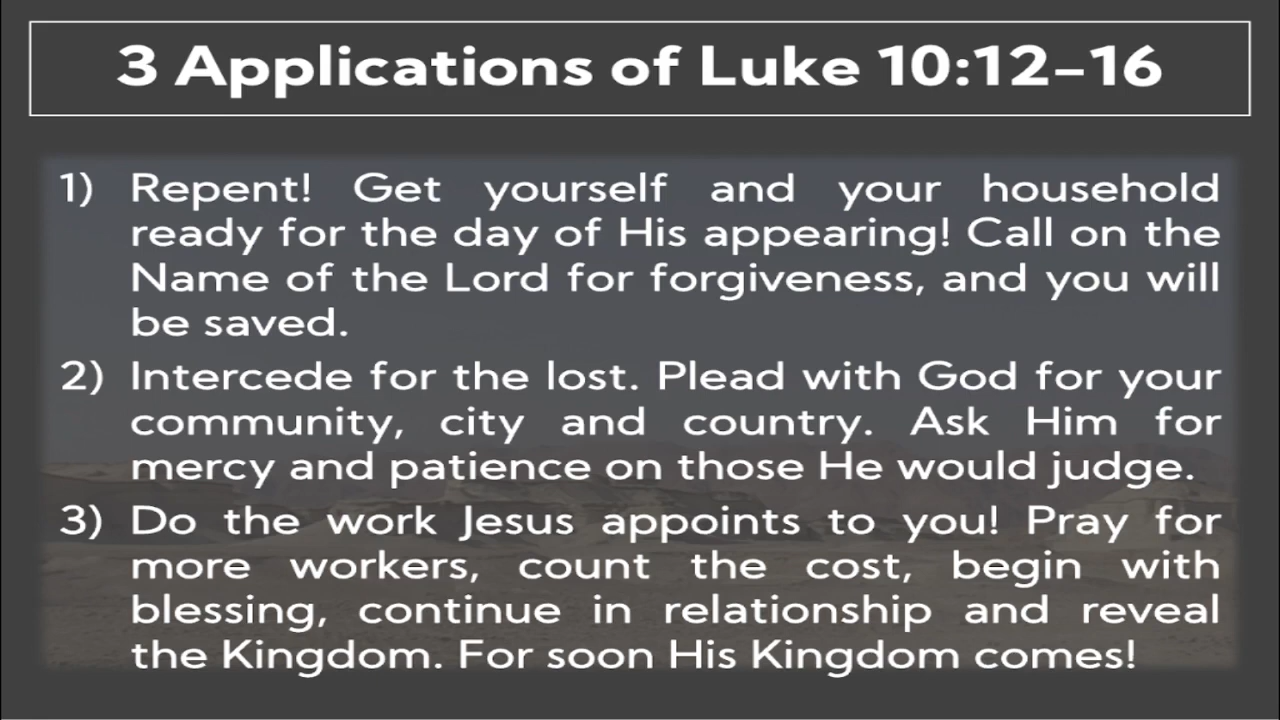 3 Applications of Luke 10:12–16
1) Repent! Get yourself and your household
ready for the day of His appearing! Call on the
Name of the Lord for forgiveness, and you will
be saved.
2) Intercede for the lost. Plead with God for your
community, city and country. Ask Him for
mercy and patience on those He would judge.
3) Do the work Jesus appoints to you! Pray for
more workers, count the cost, begin with
blessing, continue in relationship and reveal
the Kingdom. For soon His Kingdom comes!